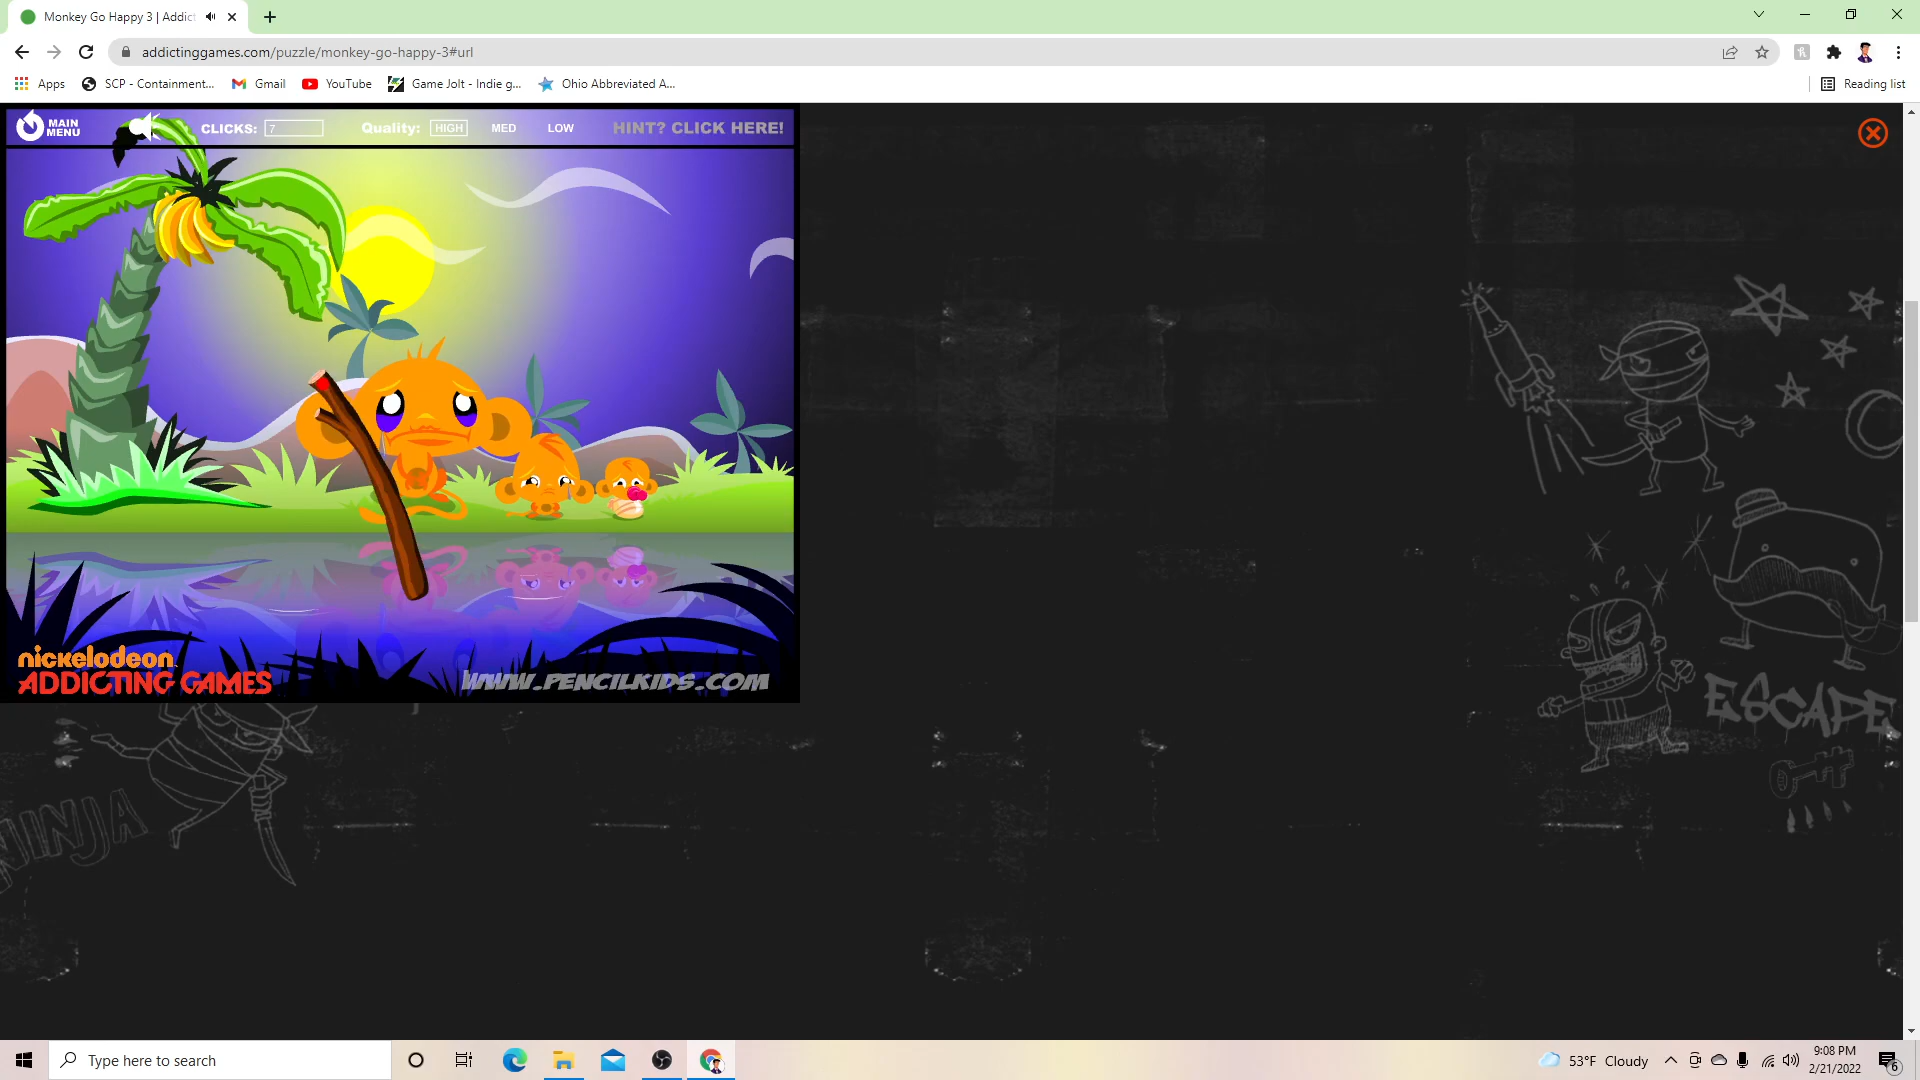 Monkey Go Happy 3 | Addict
addictinggames.com/puzzle/monkey-go-happy-3#url
Apps SCP - Containment... Gmail YouTube Game Jolt - Indie g... Ohio Abbreviated A... Reading list
MAIN MENU CLICKS: 7 Quality: HIGH MED LOW HINT? CLICK HERE!
nickelodeon
ADDICTING GAMES
WWW.PENCILKIDS.COM
ESCAPE
NINJA
Type here to search
53°F Cloudy
9:08 PM
2/21/2022
6